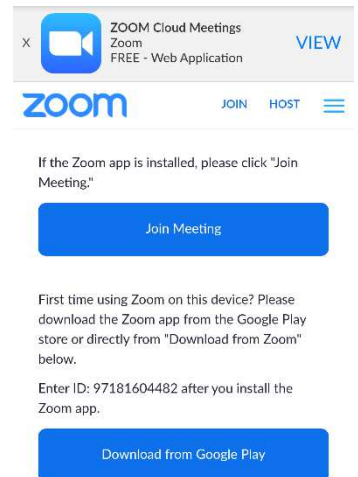 ZOOM Cloud Meetings
X
Zoom
VIEW
FREE - Web Application
zoom JOIN HOST
If the Zoom app is installed, please click "Join
Meeting."
Join Meeting
First time using Zoom on this device? Please
download the Zoom app from the Google Play
store or directly from "Download from Zoom"
below.
Enter ID: 97181604482 after you install the
Zoom app.
Download from Google Play